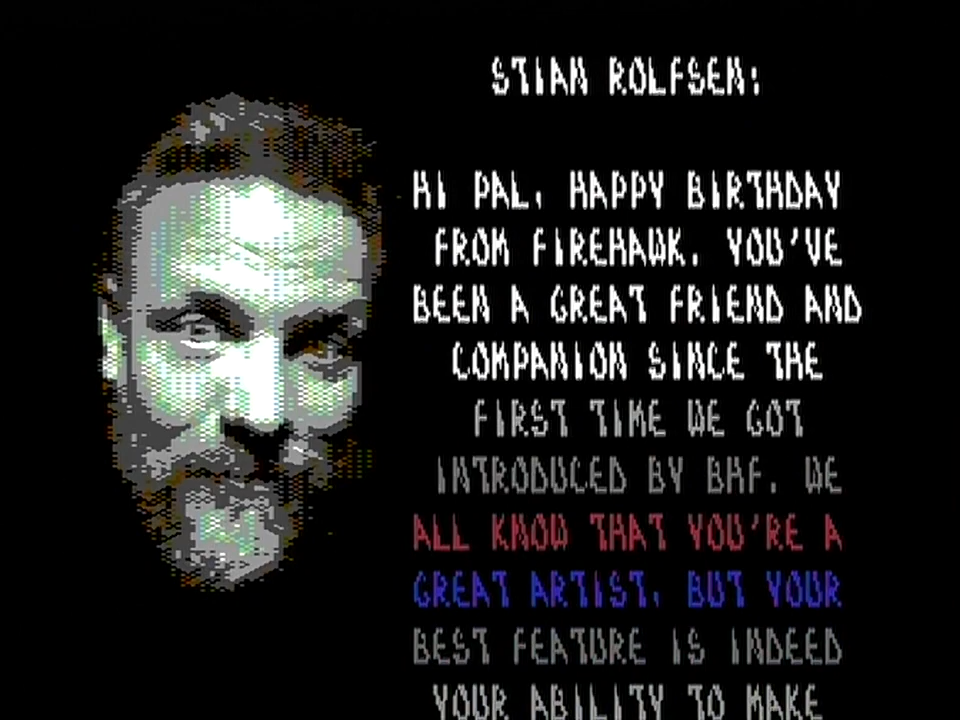 STIAN ROLFSEN:
HI PAL, HAPPY BIRTHDAY
FROM FIREHAWK. YOU'VE
BEEN A GREAT FRIEND AND
COMPANION SINCE THE
FIRST TIME WE GOT
INTRODUCED BY BHF. WE
ALL KNOW THAT YOU'RE A
GREAT ARTIST, BUT YOUR
BEST FEATURE IS INDEED
YOUR ABILITY TO MAKE